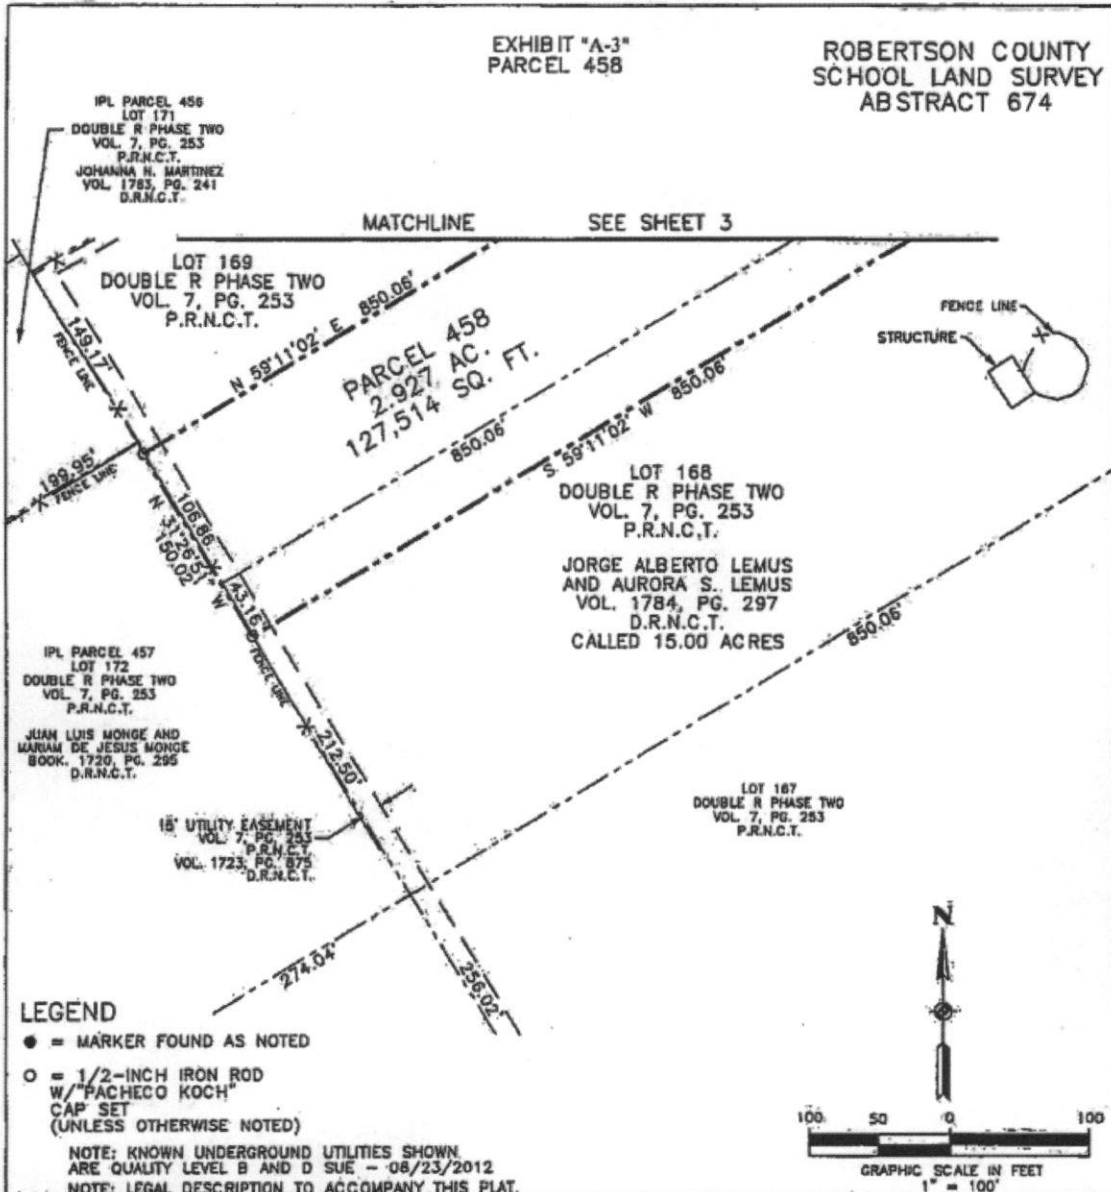 EXHIBIT "A-3"
PARCEL 458
ROBERTSON COUNTY
SCHOOL LAND SURVEY
ABSTRACT 674
IPL PARCEL 456
LOT 171
DOUBLE R PHASE TWO
VOL. 7, PG. 253
P.R.N.C.T.
JOHANNA N. MARTINEZ
VOL. 1763, PG. 241
D.R.N.C.T.
MATCHLINE SEE SHEET 3
LOT 169
DOUBLE R PHASE TWO
VOL. 7, PG. 253
P.R.N.C.T.
N 59°11'02" E 850.06'
PARCEL 458
2.927 AC.
127,514 SQ. FT.
850.06'
S 59°11'02" W 850.06'
FENCE LINE
STRUCTURE
149.17'
FENCE LINE
199.95'
FENCE LINE
106.86'
N 31°26'51" W
150.02'
43.16'
FENCE LINE
LOT 168
DOUBLE R PHASE TWO
VOL. 7, PG. 253
P.R.N.C.T.
JORGE ALBERTO LEMUS
AND AURORA S. LEMUS
VOL. 1784, PG. 297
D.R.N.C.T.
CALLED 15.00 ACRES
850.06'
IPL PARCEL 457
LOT 172
DOUBLE R PHASE TWO
VOL. 7, PG. 253
P.R.N.C.T.
JUAN LUIS MONGE AND
MARIAM DE JESUS MONGE
BOOK. 1720, PG. 295
D.R.N.C.T.
212.50'
15' UTILITY EASEMENT
VOL. 7, PG. 253
P.R.N.C.T.
VOL. 1723, PG. 875
D.R.N.C.T.
LOT 167
DOUBLE R PHASE TWO
VOL. 7, PG. 253
P.R.N.C.T.
274.04'
256.02'
N
LEGEND
● = MARKER FOUND AS NOTED
○ = 1/2-INCH IRON ROD
W/"PACHECO KOCH"
CAP SET
(UNLESS OTHERWISE NOTED)
NOTE: KNOWN UNDERGROUND UTILITIES SHOWN
ARE QUALITY LEVEL B AND D SUE - 08/23/2012
NOTE: LEGAL DESCRIPTION TO ACCOMPANY THIS PLAT.
100 50 0 100
GRAPHIC SCALE IN FEET
1" = 100'